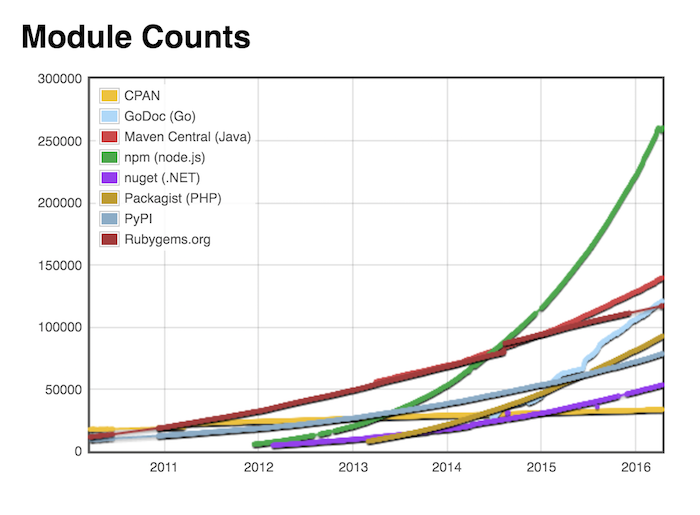 Module Counts
300000
250000
200000
150000
100000
50000
0
CPAN
GoDoc (Go)
Maven Central (Java)
npm (node.js)
nuget (.NET)
Packagist (PHP)
PyPI
Rubygems.org
2011 2012 2013 2014 2015 2016